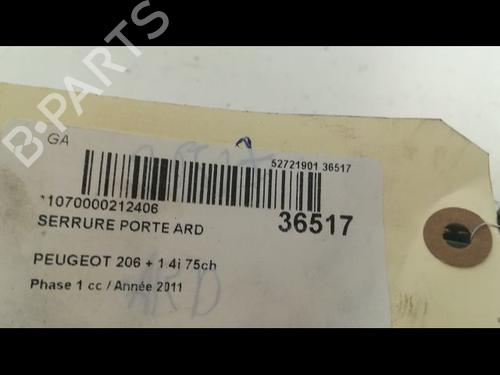 B-PARTS
GA
52721901 36517
*1070000212406
36517
SERRURE PORTE ARD
PEUGEOT 206 + 1.4i 75ch
Phase 1 cc / Année 2011
ARD